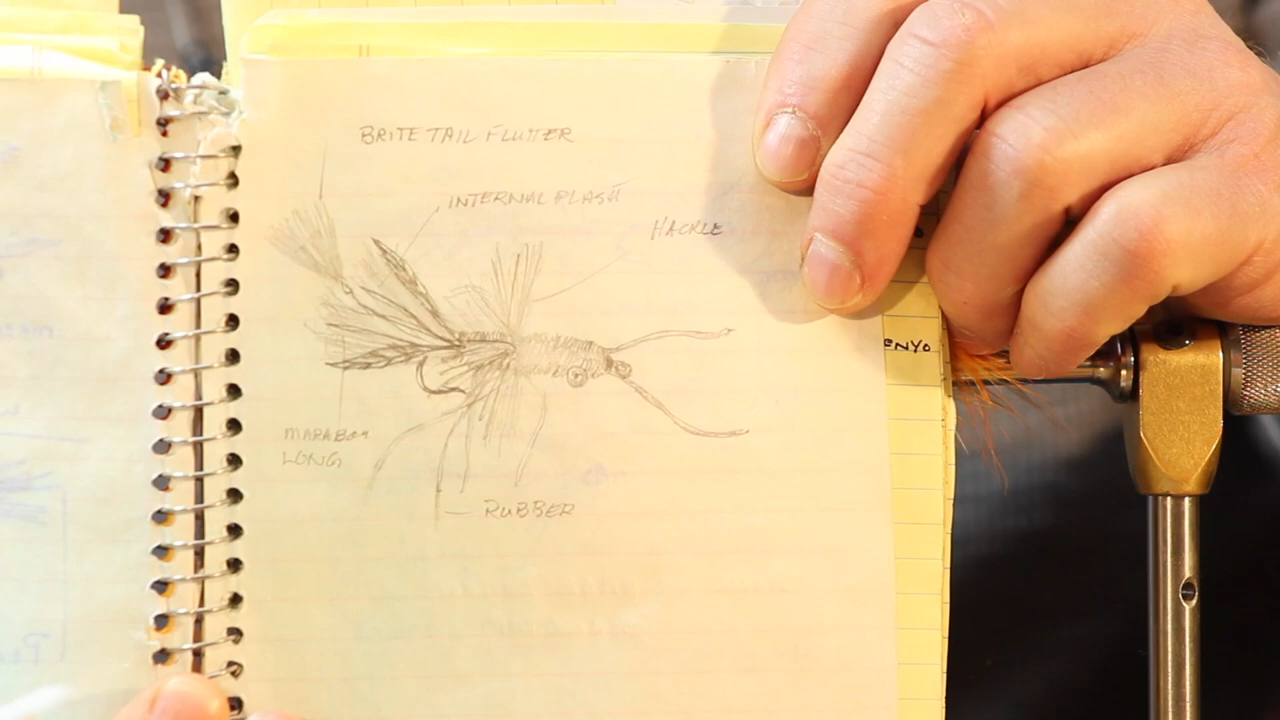 BRITE TAIL FLUTTER
INTERNAL FLASH
HACKLE
ENYO
MARABOU
LONG
RUBBER